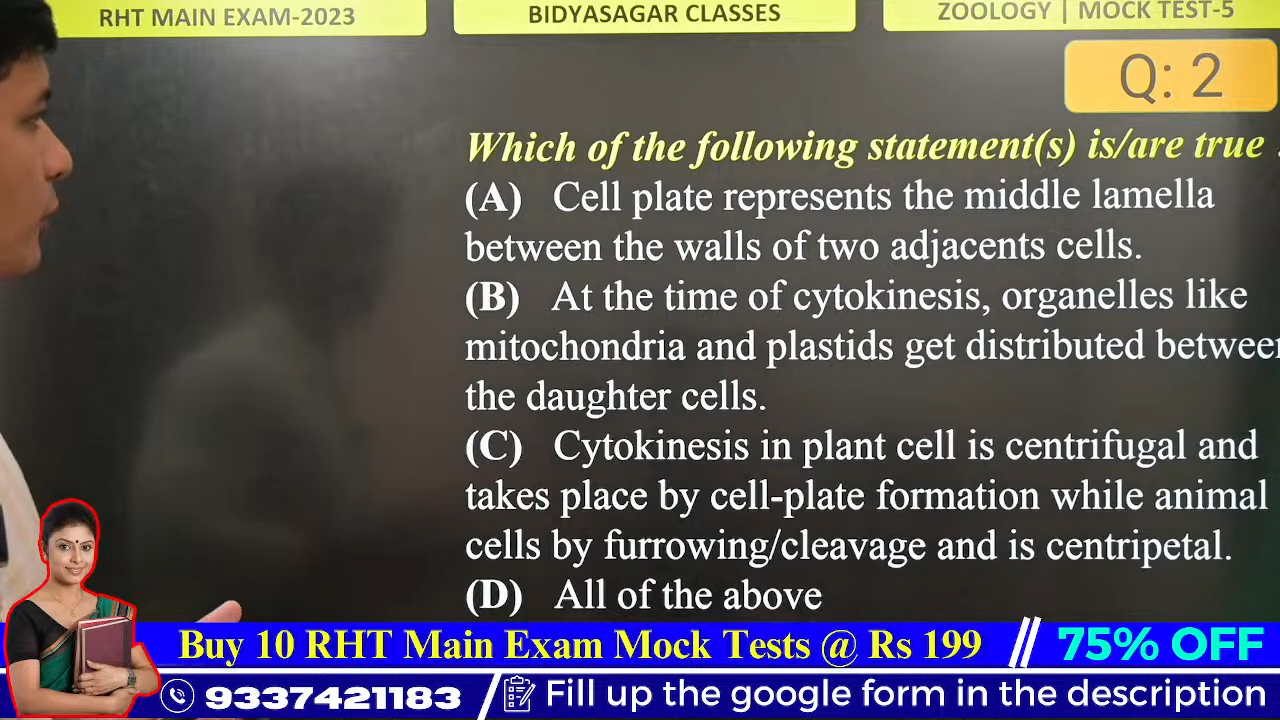 RHT MAIN EXAM-2023
BIDYASAGAR CLASSES
ZOOLOGY | MOCK TEST-5
Q: 2
Which of the following statement(s) is/are true
(A) Cell plate represents the middle lamella
between the walls of two adjacents cells.
(B) At the time of cytokinesis, organelles like
mitochondria and plastids get distributed between
the daughter cells.
(C) Cytokinesis in plant cell is centrifugal and
takes place by cell-plate formation while animal
cells by furrowing/cleavage and is centripetal.
(D) All of the above
Buy 10 RHT Main Exam Mock Tests @ Rs 199 // 75% OFF
9337421183 / Fill up the google form in the description